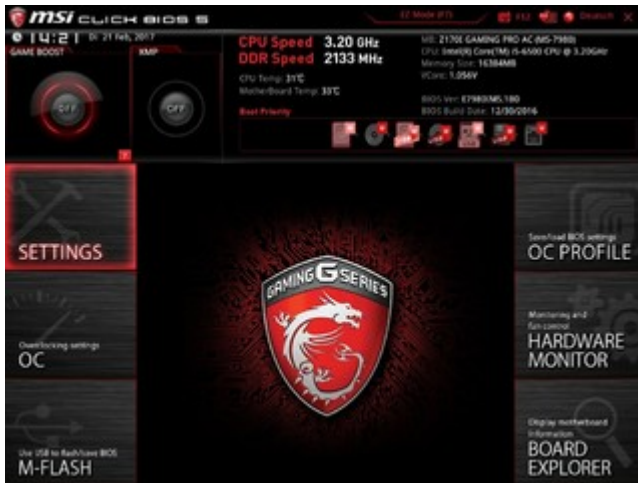 msi CLICK BIOS 5
EZ Mode (F7)
F12
Deutsch
14:21 Di 21 Feb, 2017
GAME BOOST
XMP
OFF
OFF
CPU Speed 3.20 GHz
DDR Speed 2133 MHz
CPU Temp: 31°C
MotherBoard Temp: 33°C
Boot Priority
MB: Z170I GAMING PRO AC (MS-7980)
CPU: Intel(R) Core(TM) i5-6500 CPU @ 3.20GHz
Memory Size: 16384MB
VCore: 1.056V
BIOS Ver: E7980IMS.180
BIOS Build Date: 12/30/2016
USB
SETTINGS
Overclocking settings
OC
Use USB to flash/save BIOS
M-FLASH
GAMING G SERIES
Save/load BIOS settings
OC PROFILE
Monitoring and
fan control
HARDWARE
MONITOR
Display motherboard
information
BOARD
EXPLORER